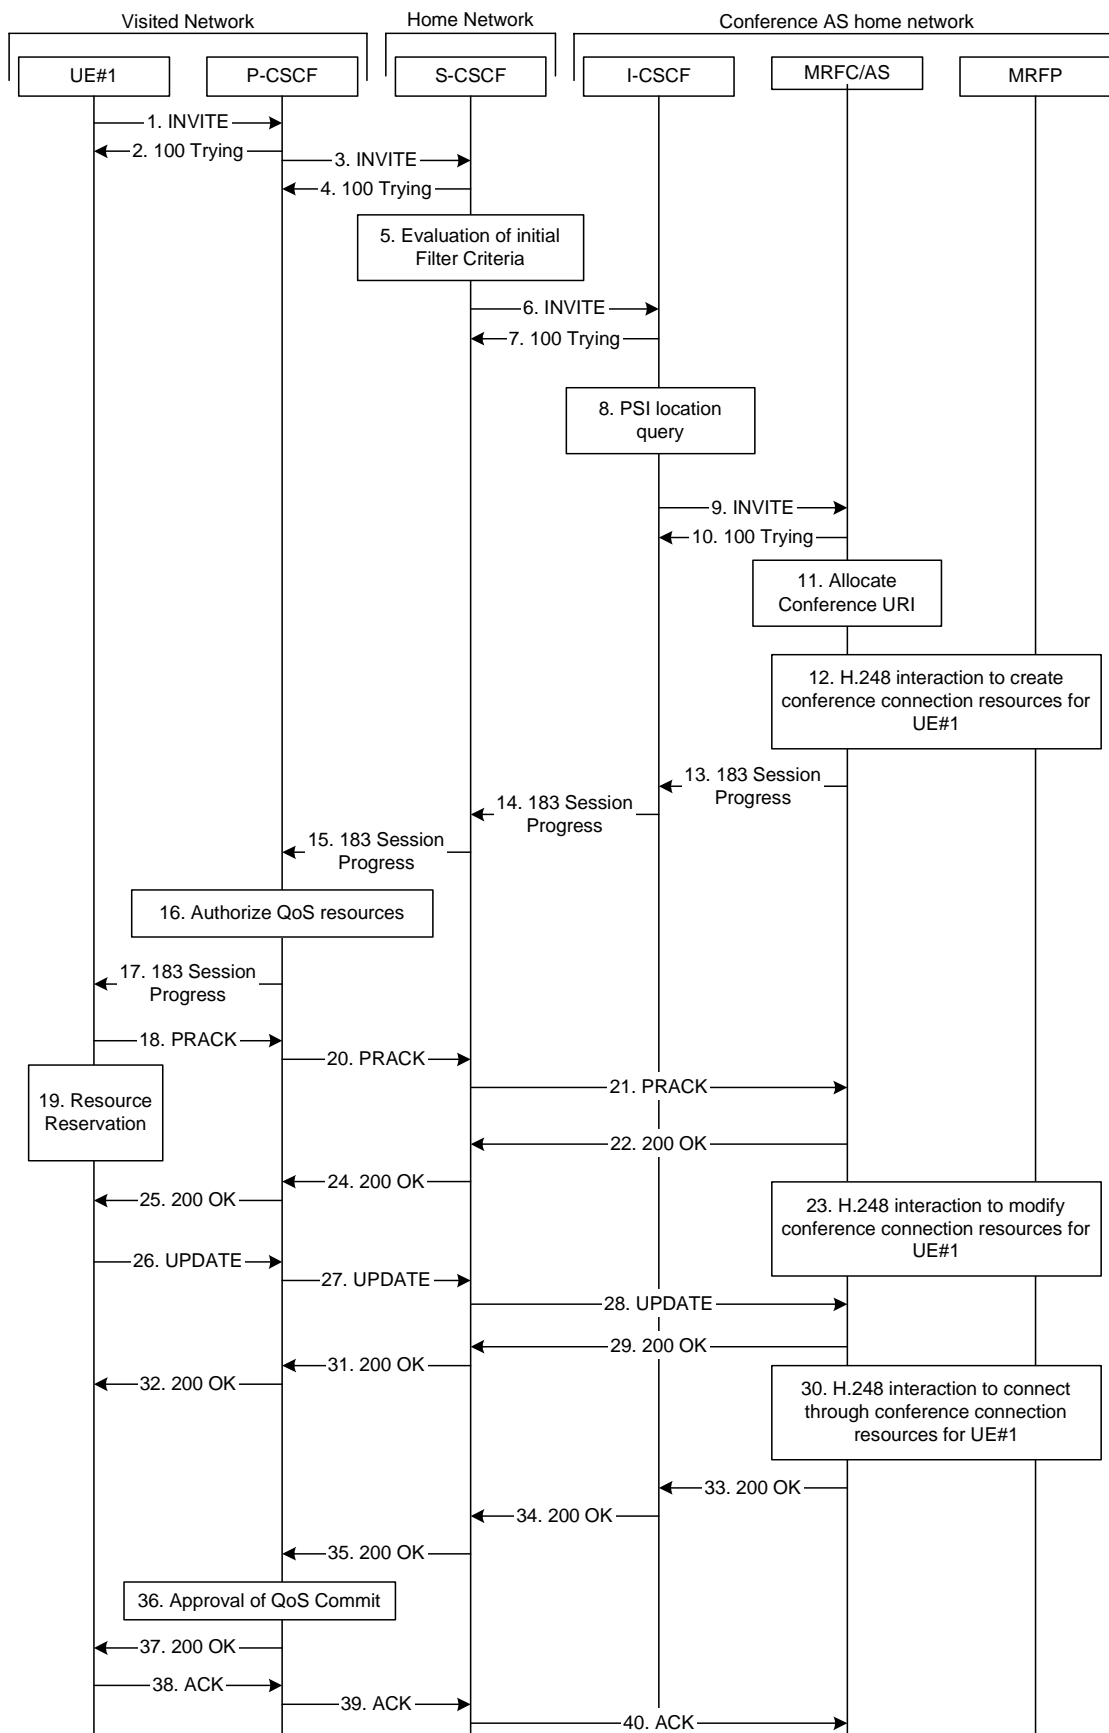 Visited Network
Home Network
Conference AS home network
UE#1
P-CSCF
S-CSCF
I-CSCF
MRFC/AS
MRFP
1. INVITE
2. 100 Trying
3. INVITE
4. 100 Trying
5. Evaluation of initial
Filter Criteria
6. INVITE
7. 100 Trying
8. PSI location
query
9. INVITE
10. 100 Trying
11. Allocate
Conference URI
12. H.248 interaction to create
conference connection resources for
UE#1
13. 183 Session
Progress
14. 183 Session
Progress
15. 183 Session
Progress
16. Authorize QoS resources
17. 183 Session
Progress
18. PRACK
20. PRACK
19. Resource
Reservation
21. PRACK
22. 200 OK
24. 200 OK
25. 200 OK
23. H.248 interaction to modify
conference connection resources for
UE#1
26. UPDATE
27. UPDATE
28. UPDATE
29. 200 OK
31. 200 OK
32. 200 OK
30. H.248 interaction to connect
through conference connection
resources for UE#1
33. 200 OK
34. 200 OK
35. 200 OK
36. Approval of QoS Commit
37. 200 OK
38. ACK
39. ACK
40. ACK